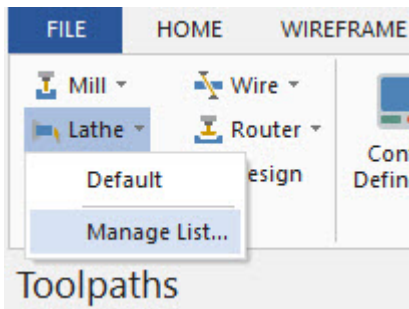 FILE HOME WIREFRAME
Mill Wire
Lathe Router
Default esign
Manage List...
Con
Defin
Toolpaths